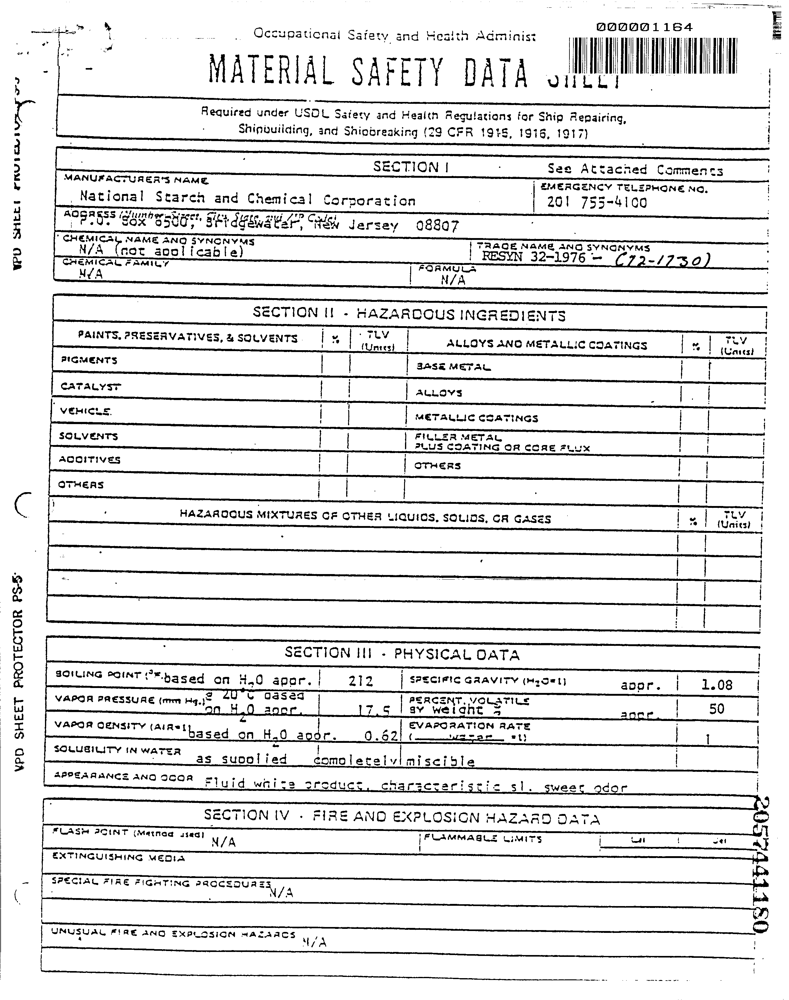 000001164
Occupational Safety and Health Administ
MATERIAL SAFETY DATA SHEET
Required under USDL Safety and Health Regulations for Ship Repairing,
Shipbuilding, and Shipbreaking (29 CFR 1915, 1916, 1917)
SECTION I See Attached Comments
MANUFACTURER'S NAME
National Starch and Chemical Corporation
EMERGENCY TELEPHONE NO.
201 755-4100
ADDRESS (Number, Street, City, State, and ZIP Code)
P.O. Box 6500, Bridgewater, New Jersey 08807
CHEMICAL NAME AND SYNONYMS
N/A (not applicable)
TRADE NAME AND SYNONYMS
RESYN 32-1976 - (72-1730)
CHEMICAL FAMILY
N/A
FORMULA
N/A
SECTION II - HAZARDOUS INGREDIENTS
PAINTS, PRESERVATIVES, & SOLVENTS % TLV (Units) ALLOYS AND METALLIC COATINGS % TLV (Units)
PIGMENTS BASE METAL
CATALYST ALLOYS
VEHICLE METALLIC COATINGS
SOLVENTS FILLER METAL
PLUS COATING OR CORE FLUX
ADDITIVES OTHERS
OTHERS
HAZARDOUS MIXTURES OF OTHER LIQUIDS, SOLIDS, OR GASES % TLV (Units)
SECTION III - PHYSICAL DATA
BOILING POINT (°F.) based on H2O appr. 212 SPECIFIC GRAVITY (H2O=1) appr. 1.08
VAPOR PRESSURE (mm Hg.) @ 20°C based on H2O appr. 17.5 PERCENT, VOLATILE BY weight % appr. 50
VAPOR DENSITY (AIR=1) based on H2O appr. 0.62 EVAPORATION RATE (water =1) 1
SOLUBILITY IN WATER as supplied completely miscible
APPEARANCE AND ODOR Fluid white product, characteristic sl. sweet odor
SECTION IV - FIRE AND EXPLOSION HAZARD DATA
FLASH POINT (Method used) N/A FLAMMABLE LIMITS Lel Uel
EXTINGUISHING MEDIA
SPECIAL FIRE FIGHTING PROCEDURES N/A
UNUSUAL FIRE AND EXPLOSION HAZARDS N/A
VPD SHEET PROTECTOR PS-5
2057441180